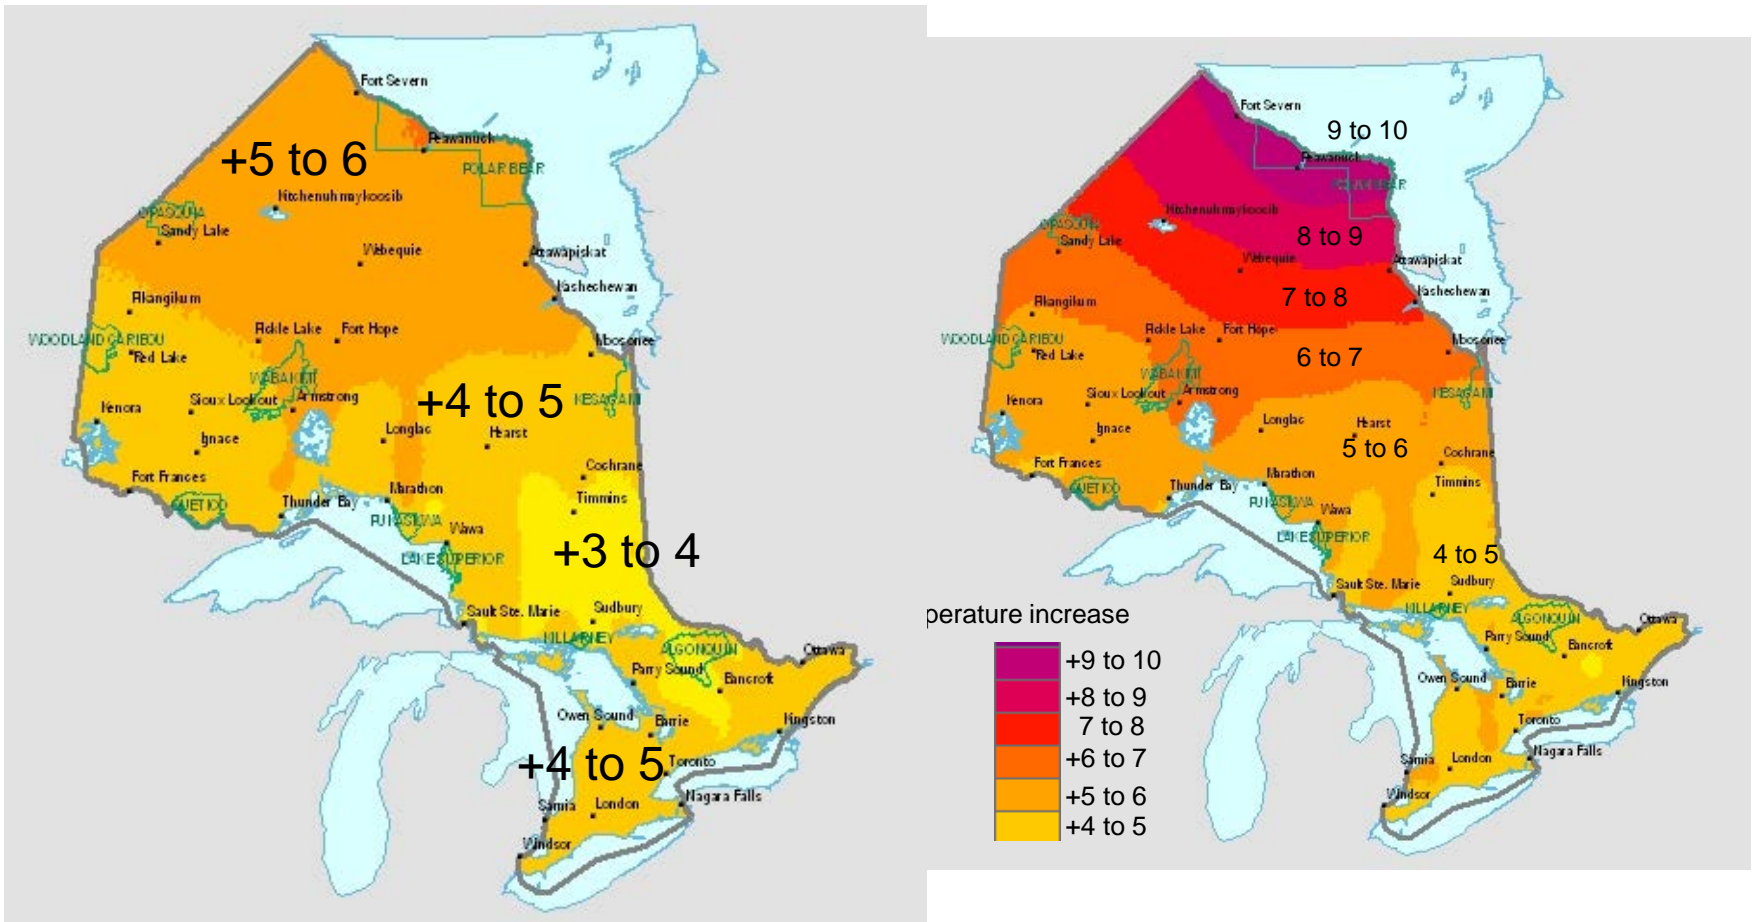 Fort Severn
Peawanuck
+5 to 6
POLAR BEAR
Kitchenuhmaykoosib
OPASQUIA
Sandy Lake
Webequie
Attawapiskat
Kashechewan
Pikangikum
Pickle Lake
Fort Hope
WOODLAND CARIBOU
Moosonee
Red Lake
WABAKIMI
Sioux Lookout
Armstrong
+4 to 5
KESAGAMI
Kenora
Longlac
Hearst
Ignace
Cochrane
Fort Frances
Marathon
Timmins
QUETICO
Thunder Bay
PUKASKWA
Wawa
+3 to 4
LAKE SUPERIOR
Sault Ste. Marie
Sudbury
KILLARNEY
ALGONQUIN
Ottawa
Parry Sound
Bancroft
Owen Sound
Barrie
Kingston
+4 to 5
Toronto
Sarnia
London
Niagara Falls
Windsor
Fort Severn
9 to 10
Peawanuck
POLAR BEAR
Kitchenuhmaykoosib
OPASQUIA
Sandy Lake
8 to 9
Webequie
Attawapiskat
7 to 8
Kashechewan
Pikangikum
Pickle Lake
Fort Hope
WOODLAND CARIBOU
Moosonee
Red Lake
6 to 7
WABAKIMI
Sioux Lookout
Armstrong
KESAGAMI
Kenora
Longlac
Hearst
Ignace
5 to 6
Cochrane
Fort Frances
Marathon
Timmins
QUETICO
Thunder Bay
PUKASKWA
Wawa
LAKE SUPERIOR
4 to 5
Sault Ste. Marie
Sudbury
KILLARNEY
ALGONQUIN
Ottawa
Parry Sound
Bancroft
Owen Sound
Barrie
Kingston
Toronto
Sarnia
London
Niagara Falls
Windsor
perature increase
+9 to 10
+8 to 9
7 to 8
+6 to 7
+5 to 6
+4 to 5